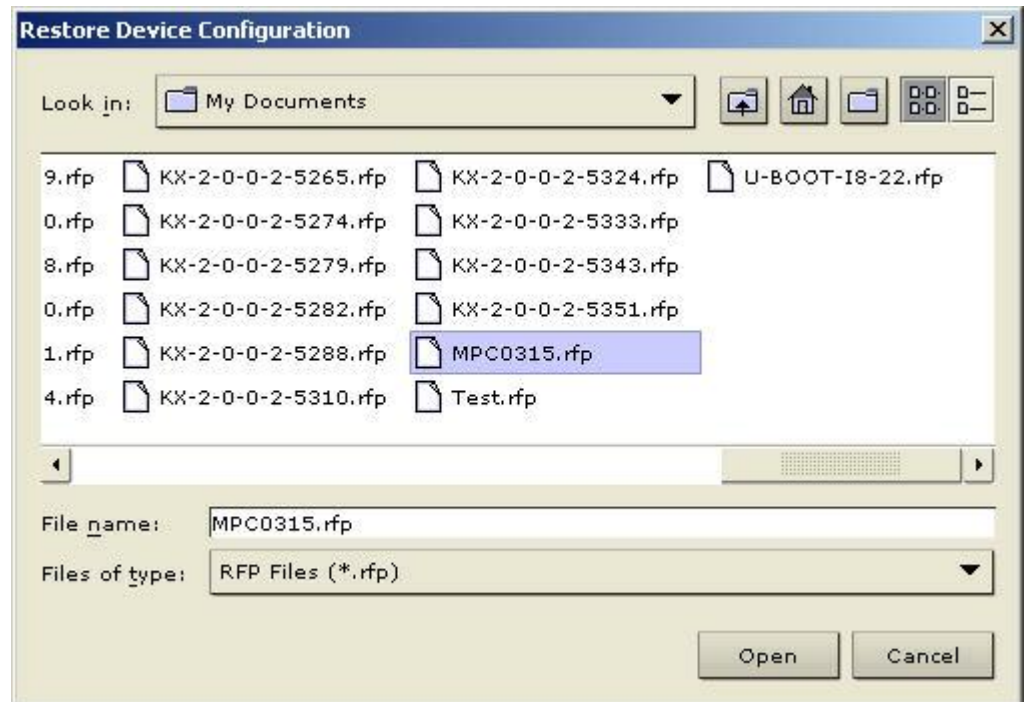 Restore Device Configuration
Look in: My Documents
9.rfp KX-2-0-0-2-5265.rfp KX-2-0-0-2-5324.rfp U-BOOT-I8-22.rfp
0.rfp KX-2-0-0-2-5274.rfp KX-2-0-0-2-5333.rfp
8.rfp KX-2-0-0-2-5279.rfp KX-2-0-0-2-5343.rfp
0.rfp KX-2-0-0-2-5282.rfp KX-2-0-0-2-5351.rfp
1.rfp KX-2-0-0-2-5288.rfp MPC0315.rfp
4.rfp KX-2-0-0-2-5310.rfp Test.rfp
File name: MPC0315.rfp
Files of type: RFP Files (*.rfp)
Open Cancel